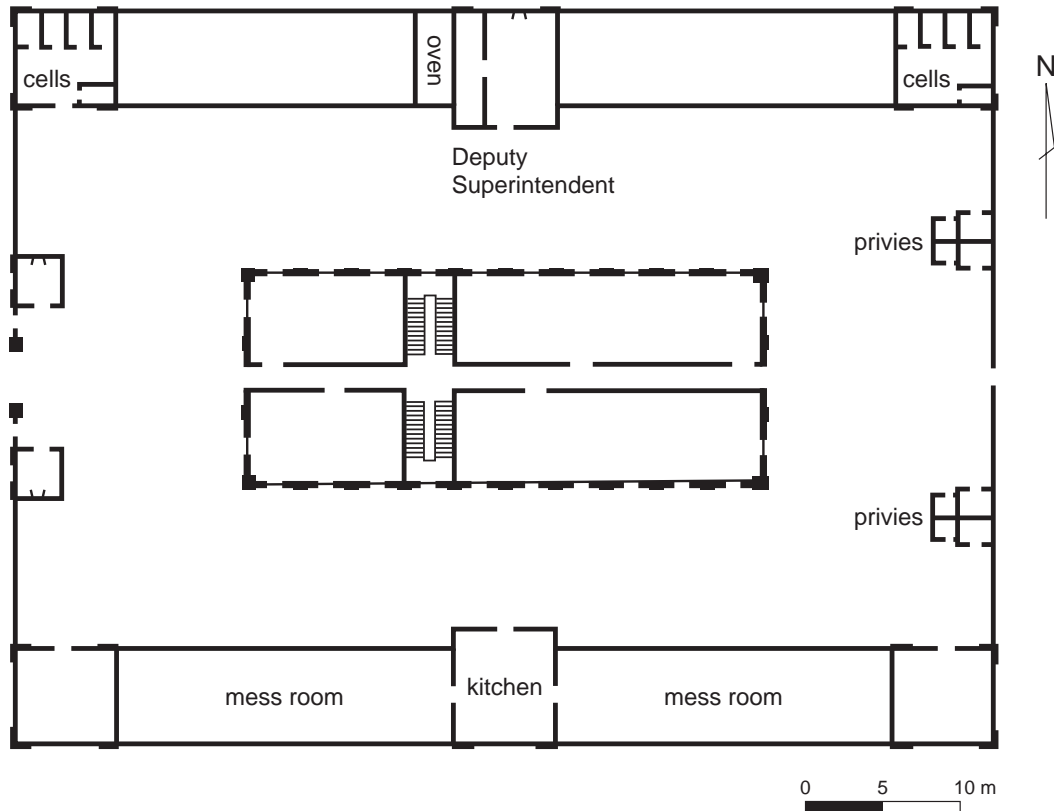 oven
N
cells
cells
Deputy
Superintendent
privies
privies
mess room
kitchen
mess room
0 5 10 m